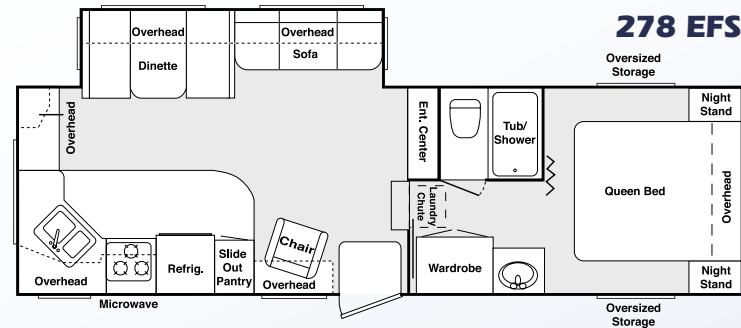 278 EFS
Overhead
Dinette
Overhead
Sofa
Oversized
Storage
Overhead
Ent. Center
Tub/
Shower
Night
Stand
Queen Bed
Overhead
Laundry
Chute
Chair
Overhead
Refrig.
Slide
Out
Pantry
Overhead
Wardrobe
Night
Stand
Microwave
Oversized
Storage